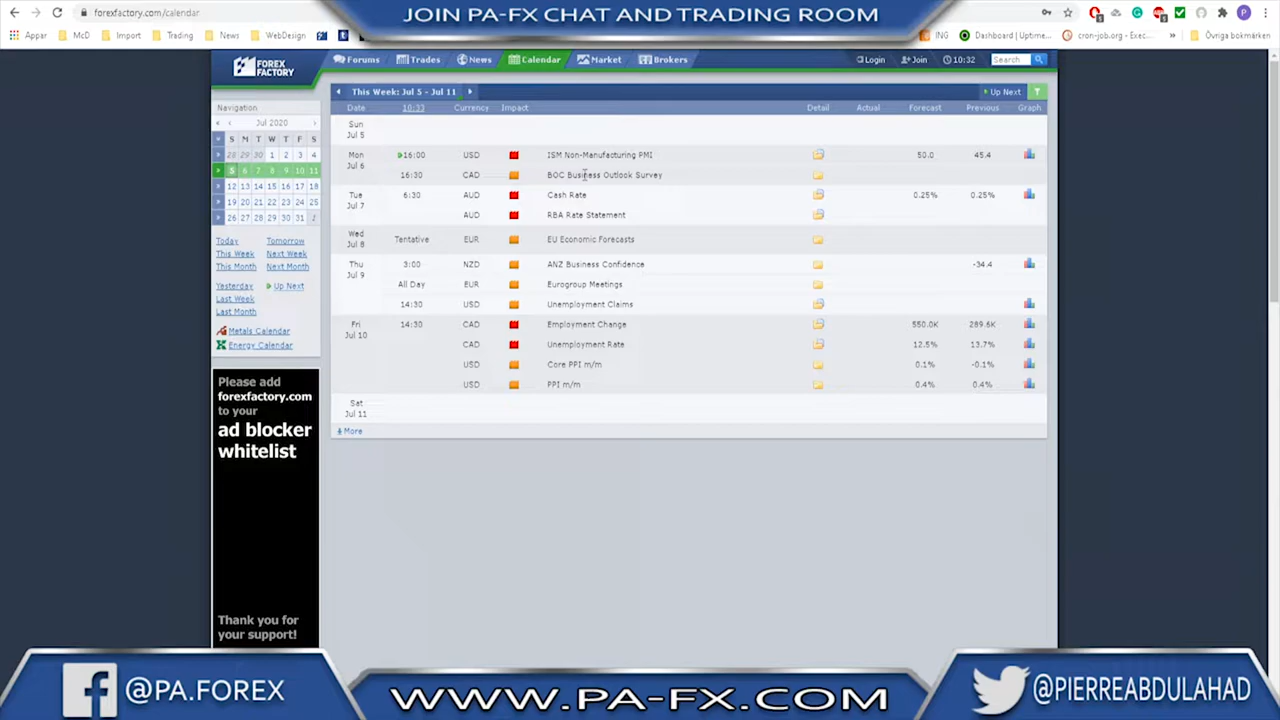 JOIN PA-FX CHAT AND TRADING ROOM
forexfactory.com/calendar
Appar McD Import Trading News WebDesign ING Dashboard | Uptime... cron-job.org - Exec... » Övriga bokmärken
FOREX FACTORY
Forums Trades News Calendar Market Brokers Login Join 10:32 Search
Navigation
Jul 2020
S M T W T F S
28 29 30 1 2 3 4
5 6 7 8 9 10 11
12 13 14 15 16 17 18
19 20 21 22 23 24 25
26 27 28 29 30 31 1
Today Tomorrow
This Week Next Week
This Month Next Month
Yesterday Up Next
Last Week
Last Month
Metals Calendar
Energy Calendar
Please add
forexfactory.com
to your
ad blocker
whitelist
Thank you for
your support!
This Week: Jul 5 - Jul 11 Up Next
Date 10:33 Currency Impact Detail Actual Forecast Previous Graph
Sun
Jul 5
Mon
Jul 6
16:00 USD ISM Non-Manufacturing PMI 50.0 45.4
16:30 CAD BOC Business Outlook Survey
Tue
Jul 7
6:30 AUD Cash Rate 0.25% 0.25%
AUD RBA Rate Statement
Wed
Jul 8
Tentative EUR EU Economic Forecasts
Thu
Jul 9
3:00 NZD ANZ Business Confidence -34.4
All Day EUR Eurogroup Meetings
14:30 USD Unemployment Claims
Fri
Jul 10
14:30 CAD Employment Change 550.0K 289.6K
CAD Unemployment Rate 12.5% 13.7%
USD Core PPI m/m 0.1% -0.1%
USD PPI m/m 0.4% 0.4%
Sat
Jul 11
More
@PA.FOREX
WWW.PA-FX.COM
@PIERREABDULAHAD